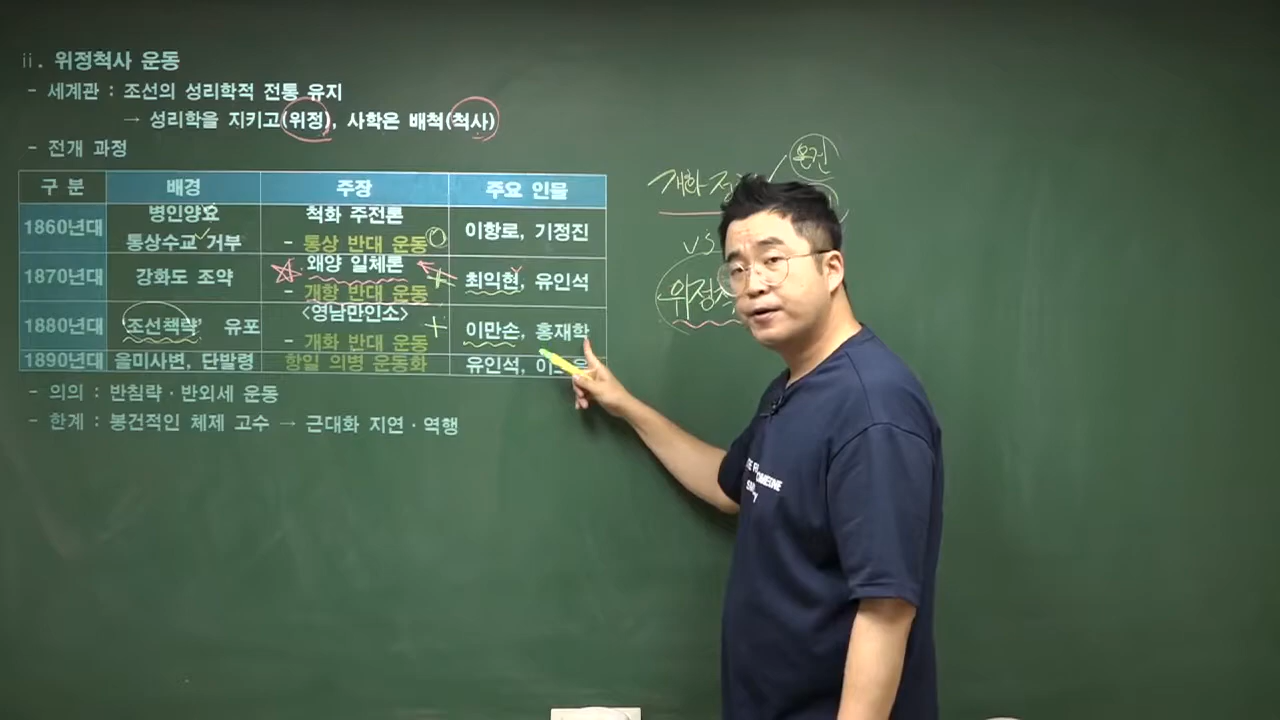 ii. 위정척사 운동
- 세계관 : 조선의 성리학적 전통 유지
→ 성리학을 지키고(위정), 사학은 배척(척사)
- 전개 과정
구 분 배경 주장 주요 인물
1860년대 병인양요 통상수교 거부 척화 주전론 - 통상 반대 운동 이항로, 기정진
1870년대 강화도 조약 왜양 일체론 - 개항 반대 운동 최익현, 유인석
1880년대 조선책략 유포 <영남만인소> - 개화 반대 운동 이만손, 홍재학
1890년대 을미사변, 단발령 항일 의병 운동화 유인석,
- 의의 : 반침략·반외세 운동
- 한계 : 봉건적인 체제 고수 → 근대화 지연·역행
온건
개화
VS
위정